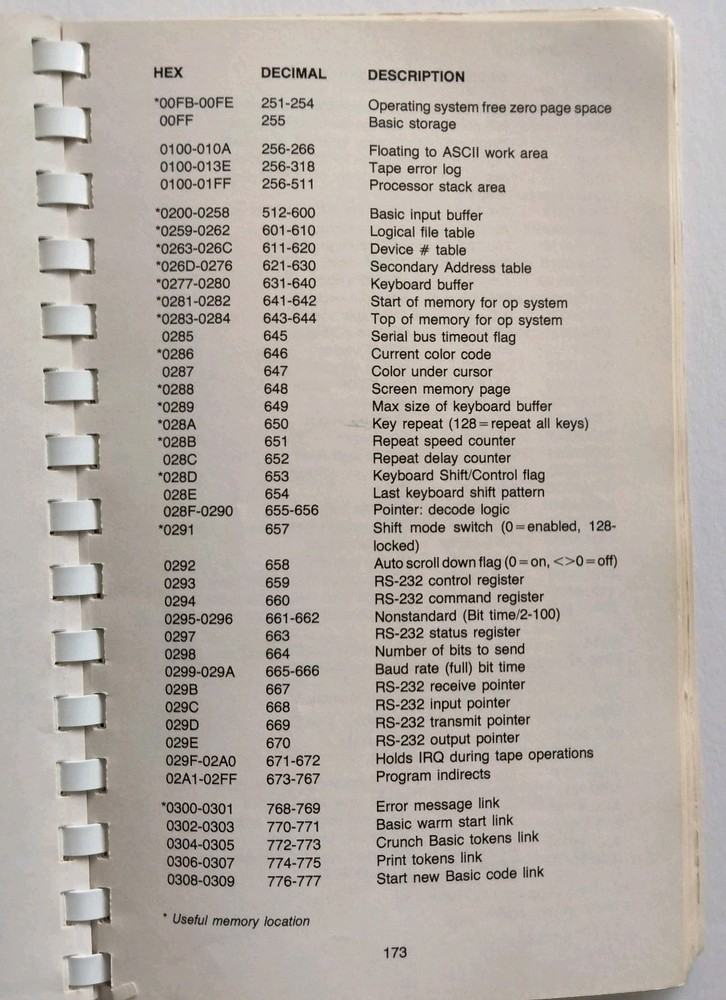 HEX DECIMAL DESCRIPTION
*00FB-00FE 251-254 Operating system free zero page space
00FF 255 Basic storage
0100-010A 256-266 Floating to ASCII work area
0100-013E 256-318 Tape error log
0100-01FF 256-511 Processor stack area
*0200-0258 512-600 Basic input buffer
*0259-0262 601-610 Logical file table
*0263-026C 611-620 Device # table
*026D-0276 621-630 Secondary Address table
*0277-0280 631-640 Keyboard buffer
*0281-0282 641-642 Start of memory for op system
*0283-0284 643-644 Top of memory for op system
0285 645 Serial bus timeout flag
*0286 646 Current color code
0287 647 Color under cursor
*0288 648 Screen memory page
*0289 649 Max size of keyboard buffer
*028A 650 Key repeat (128=repeat all keys)
*028B 651 Repeat speed counter
028C 652 Repeat delay counter
*028D 653 Keyboard Shift/Control flag
028E 654 Last keyboard shift pattern
028F-0290 655-656 Pointer: decode logic
*0291 657 Shift mode switch (0=enabled, 128-
locked)
0292 658 Auto scroll down flag (0=on, <>0=off)
0293 659 RS-232 control register
0294 660 RS-232 command register
0295-0296 661-662 Nonstandard (Bit time/2-100)
0297 663 RS-232 status register
0298 664 Number of bits to send
0299-029A 665-666 Baud rate (full) bit time
029B 667 RS-232 receive pointer
029C 668 RS-232 input pointer
029D 669 RS-232 transmit pointer
029E 670 RS-232 output pointer
029F-02A0 671-672 Holds IRQ during tape operations
02A1-02FF 673-767 Program indirects
*0300-0301 768-769 Error message link
0302-0303 770-771 Basic warm start link
0304-0305 772-773 Crunch Basic tokens link
0306-0307 774-775 Print tokens link
0308-0309 776-777 Start new Basic code link
* Useful memory location
173